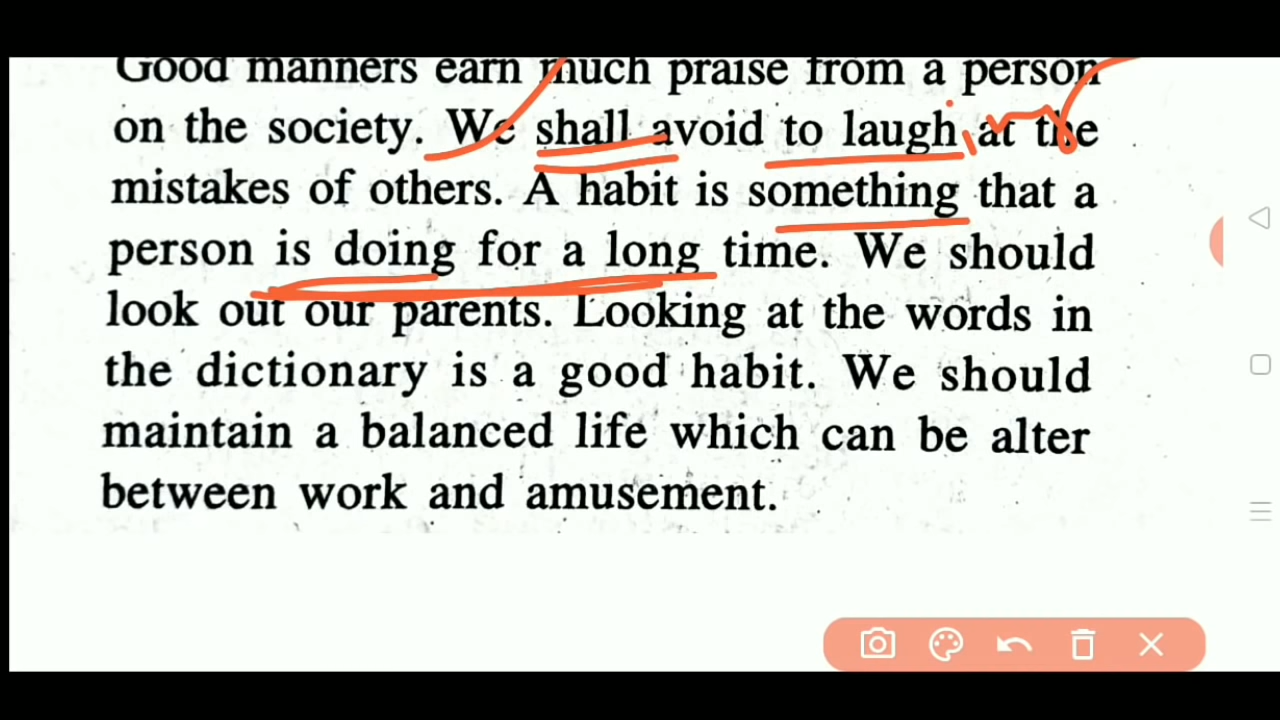 Good manners earn much praise from a person
on the society. We shall avoid to laugh at the
mistakes of others. A habit is something that a
person is doing for a long time. We should
look out our parents. Looking at the words in
the dictionary is a good habit. We should
maintain a balanced life which can be alter
between work and amusement.